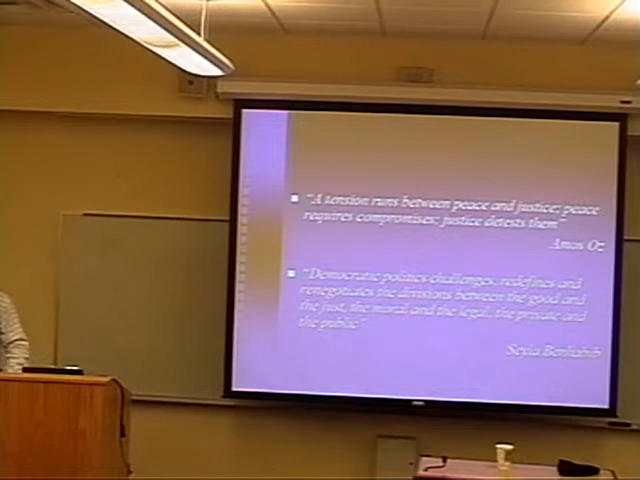 "A tension runs between peace and justice; peace
requires compromises; justice detests them"
Amos Oz
"Democratic politics challenges, redefines and
renegotiates the divisions between the good and
the just, the moral and the legal, the private and
the public"
Seyla Benhabib